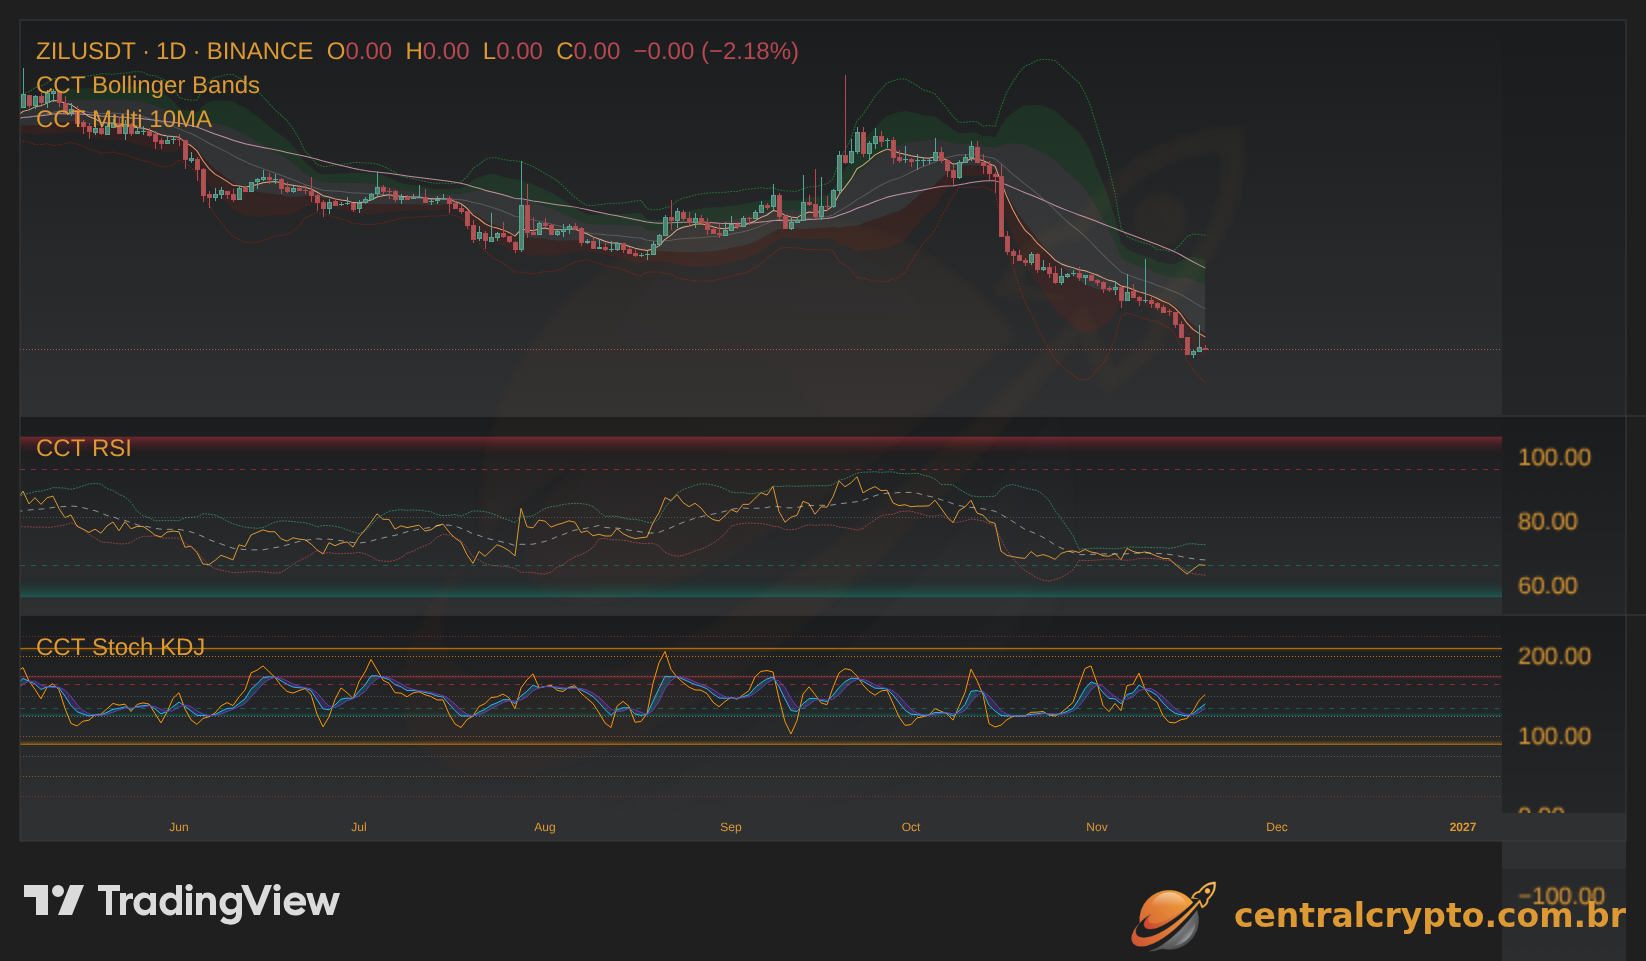 ZILUSDT · 1D · BINANCE O0.00 H0.00 L0.00 C0.00 −0.00 (−2.18%)
CCT Bollinger Bands
CCT Multi 10MA
CCT RSI
100.00
80.00
60.00
CCT Stoch KDJ
200.00
100.00
0.00
Jun Jul Aug Sep Oct Nov Dec 2027
−100.00
TradingView
centralcrypto.com.br